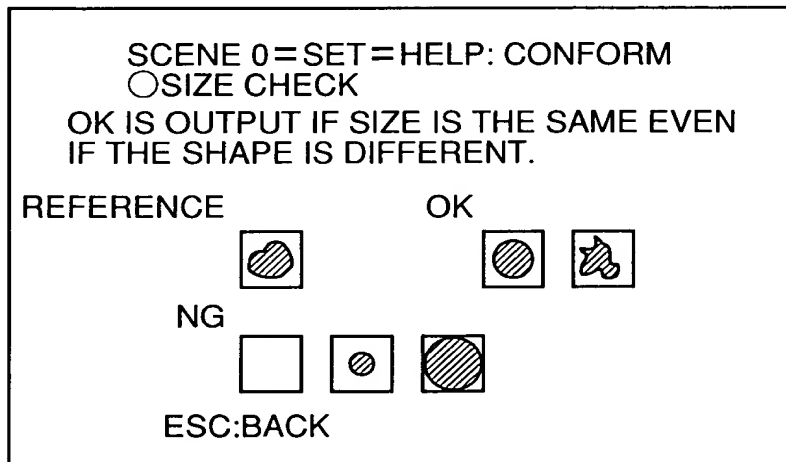 SCENE 0=SET=HELP: CONFORM
○SIZE CHECK
OK IS OUTPUT IF SIZE IS THE SAME EVEN
IF THE SHAPE IS DIFFERENT.
REFERENCE OK
NG
ESC:BACK